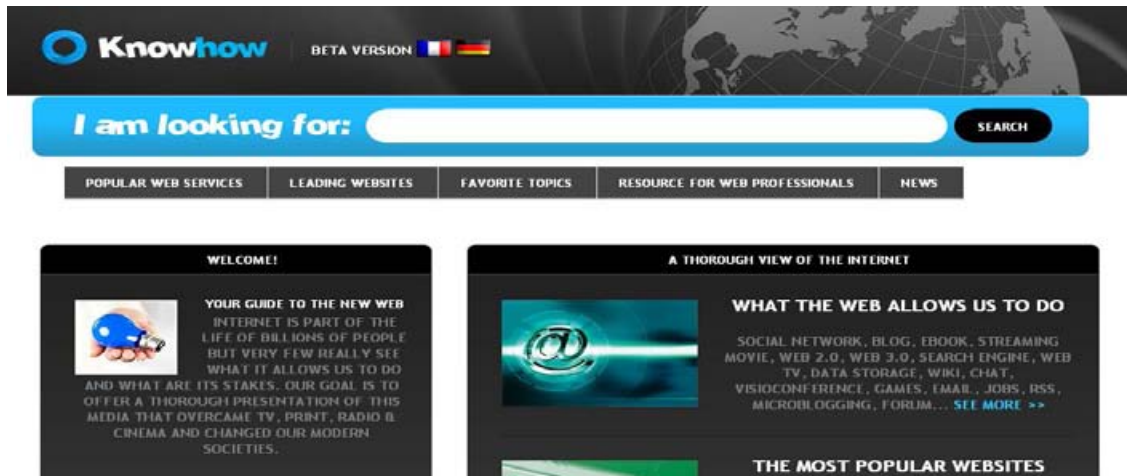 Knowhow
BETA VERSION
I am looking for:
SEARCH
POPULAR WEB SERVICES
LEADING WEBSITES
FAVORITE TOPICS
RESOURCE FOR WEB PROFESSIONALS
NEWS
WELCOME!
YOUR GUIDE TO THE NEW WEB
INTERNET IS PART OF THE
LIFE OF BILLIONS OF PEOPLE
BUT VERY FEW REALLY SEE
WHAT IT ALLOWS US TO DO
AND WHAT ARE ITS STAKES. OUR GOAL IS TO
OFFER A THOROUGH PRESENTATION OF THIS
MEDIA THAT OVERCAME TV, PRINT, RADIO &
CINEMA AND CHANGED OUR MODERN
SOCIETIES.
A THOROUGH VIEW OF THE INTERNET
WHAT THE WEB ALLOWS US TO DO
SOCIAL NETWORK, BLOG, EBOOK, STREAMING
MOVIE, WEB 2.0, WEB 3.0, SEARCH ENGINE, WEB
TV, DATA STORAGE, WIKI, CHAT,
VISIOCONFERENCE, GAMES, EMAIL, JOBS, RSS,
MICROBLOGGING, FORUM... SEE MORE >>
THE MOST POPULAR WEBSITES